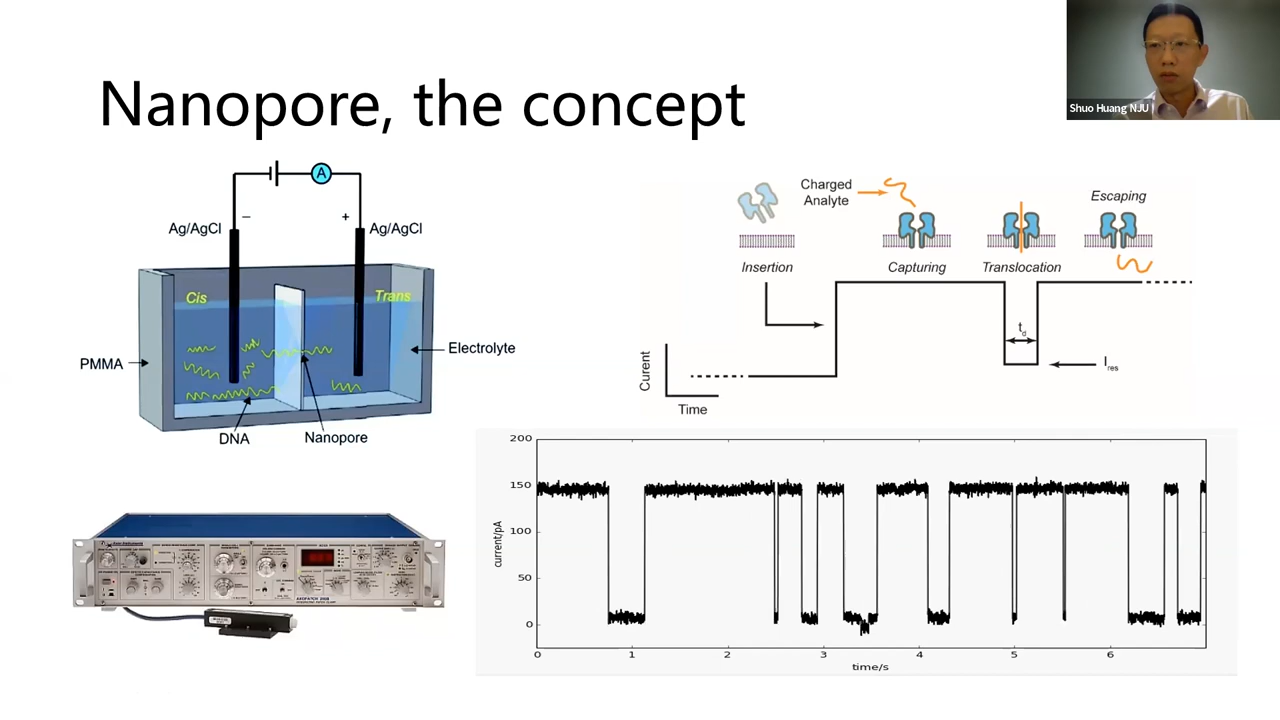 Nanopore, the concept
Shuo Huang NJU
A
−
+
Ag/AgCl
Ag/AgCl
Cis
Trans
PMMA
Electrolyte
DNA
Nanopore
Charged
Analyte
Escaping
Insertion
Capturing
Translocation
td
Ires
Curent
Time
200
150
100
50
0
current/pA
0
1
2
3
4
5
6
time/s